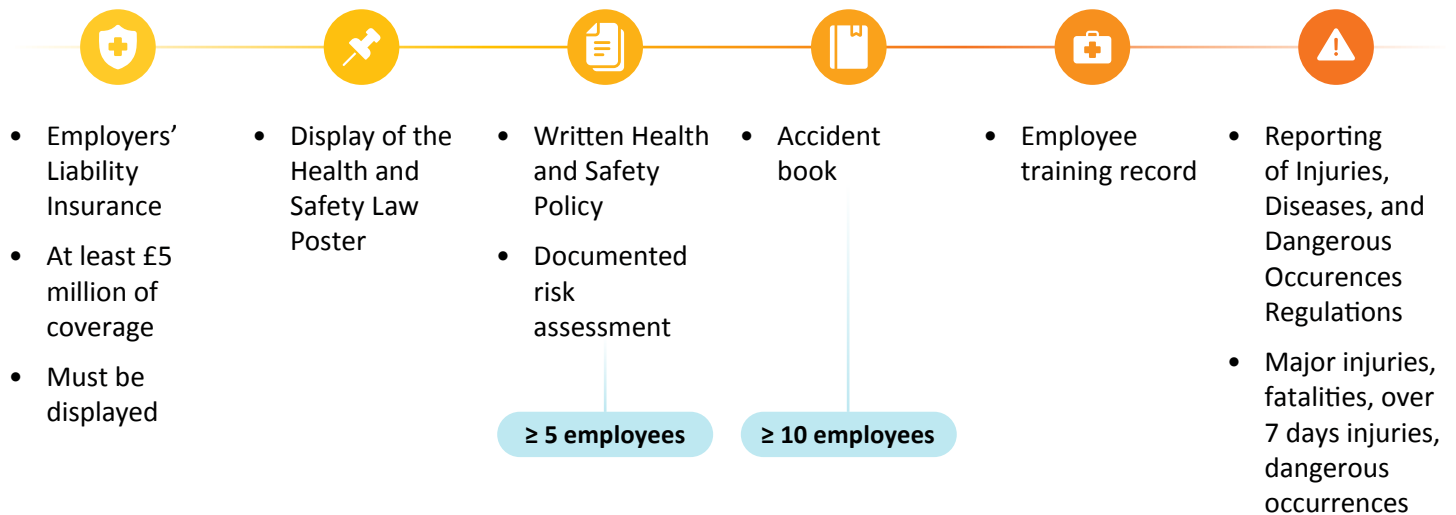 • Employers’
Liability
Insurance
• At least £5
million of
coverage
• Must be
displayed
• Display of the
Health and
Safety Law
Poster
• Written Health
and Safety
Policy
• Documented
risk
assessment
≥ 5 employees
• Accident
book
≥ 10 employees
• Employee
training record
• Reporting
of Injuries,
Diseases, and
Dangerous
Occurences
Regulations
• Major injuries,
fatalities, over
7 days injuries,
dangerous
occurrences